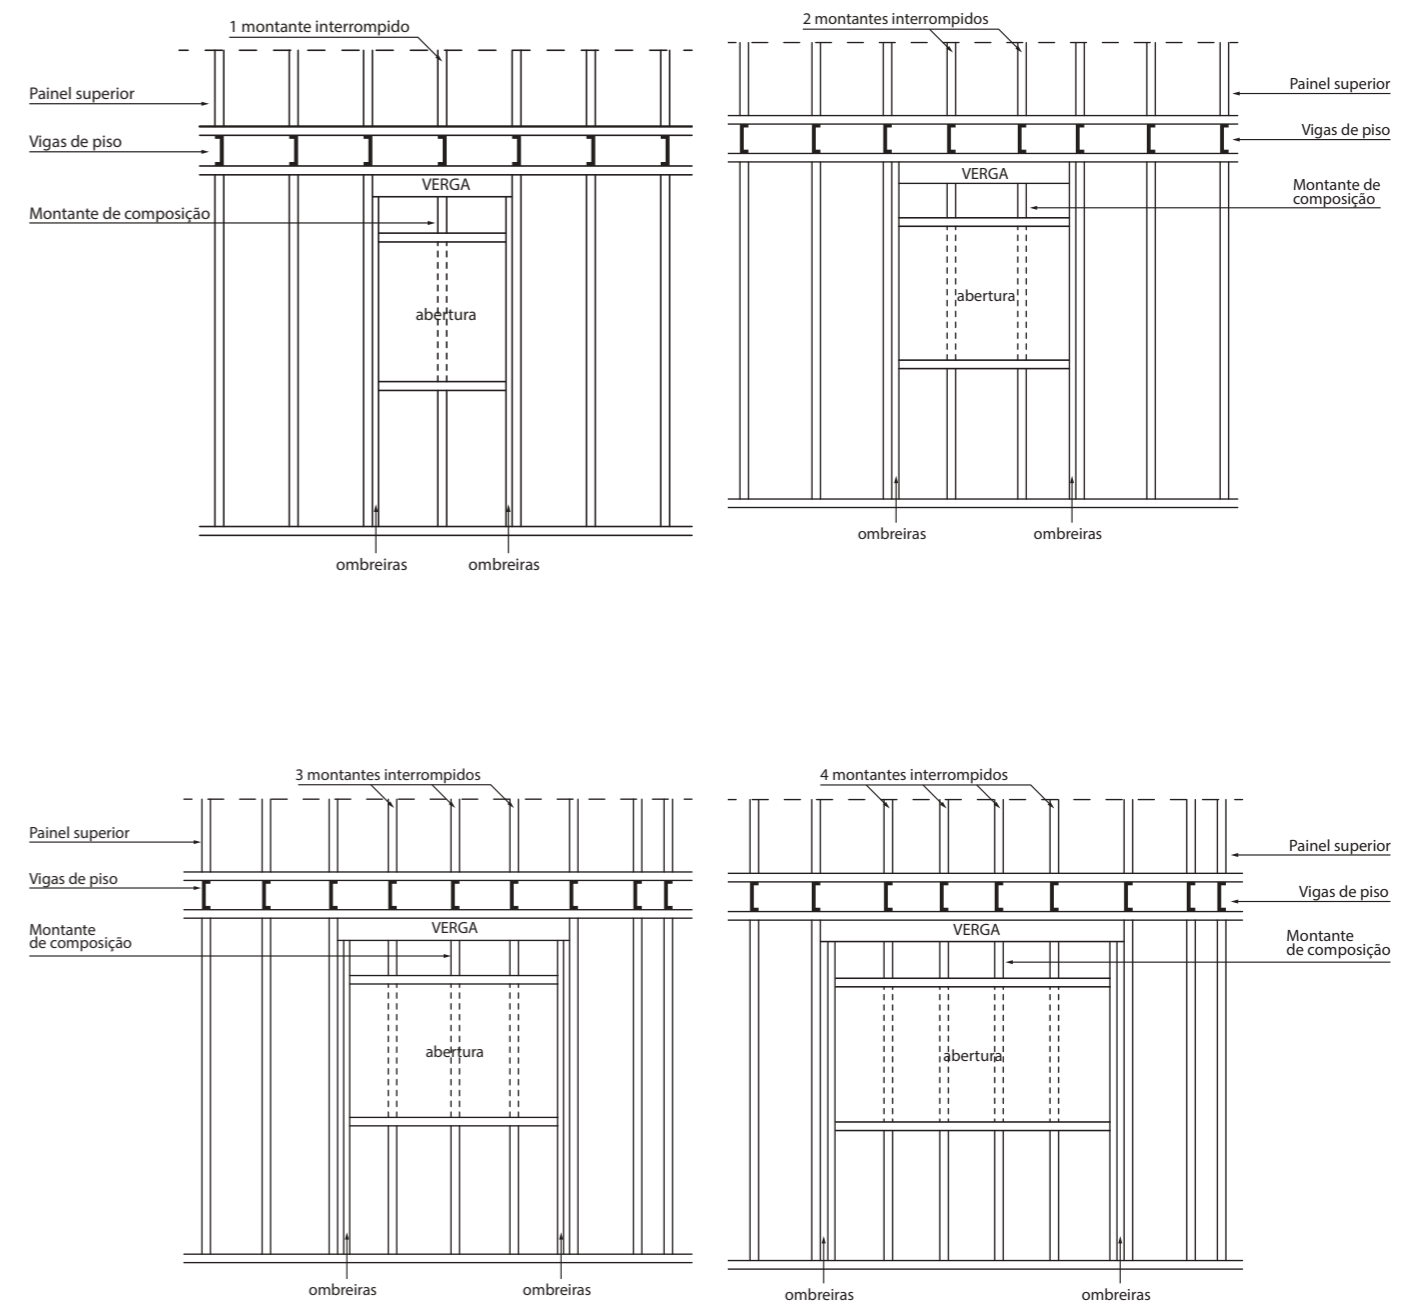 1 montante interrompido
Painel superior
Vigas de piso
VERGA
Montante de composição
abertura
ombreiras
ombreiras
2 montantes interrompidos
Painel superior
Vigas de piso
VERGA
Montante de
composição
abertura
ombreiras
ombreiras
3 montantes interrompidos
Painel superior
Vigas de piso
VERGA
Montante
de composição
abertura
ombreiras
ombreiras
4 montantes interrompidos
Painel superior
Vigas de piso
VERGA
Montante
de composição
abertura
ombreiras
ombreiras